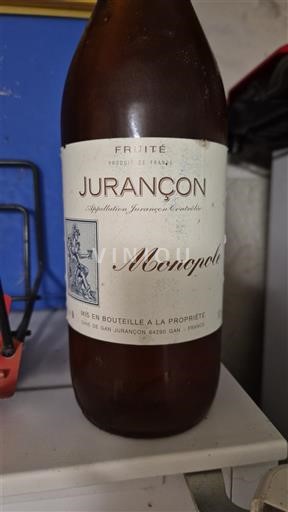 FRUITÉ
PRODUIT DE FRANCE
JURANÇON
Appellation Jurançon Contrôlée
Monopole
MIS EN BOUTEILLE A LA PROPRIÉTÉ
CAVE DE GAN JURANÇON 64290 GAN - FRANCE